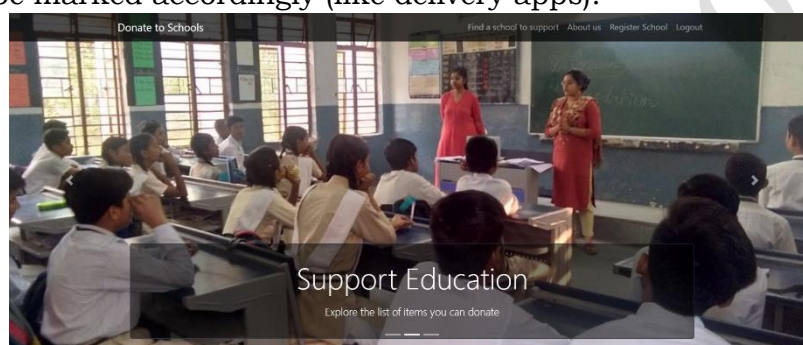 be marked accordingly (like delivery apps).
Donate to Schools
Find a school to support About us Register School Logout
Support Education
Explore the list of items you can donate